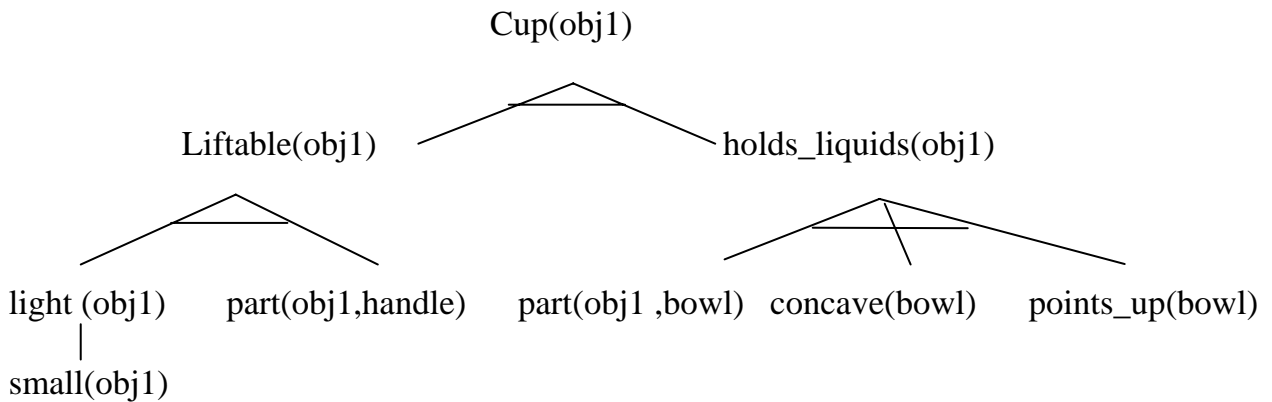 Cup(obj1)
Liftable(obj1) holds_liquids(obj1)
light (obj1) part(obj1,handle) part(obj1 ,bowl) concave(bowl) points_up(bowl)
small(obj1)